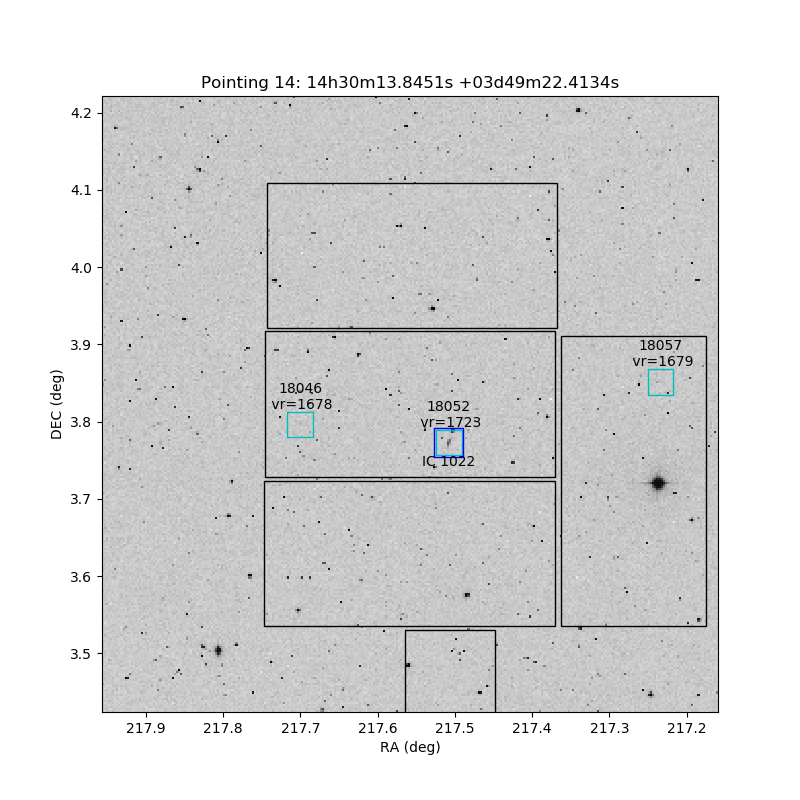 Pointing 14: 14h30m13.8451s +03d49m22.4134s
4.2
4.1
4.0
3.9
3.8
3.7
3.6
3.5
DEC (deg)
18057
vr=1679
18046
vr=1678
18052
vr=1723
IC 1022
217.9 217.8 217.7 217.6 217.5 217.4 217.3 217.2
RA (deg)